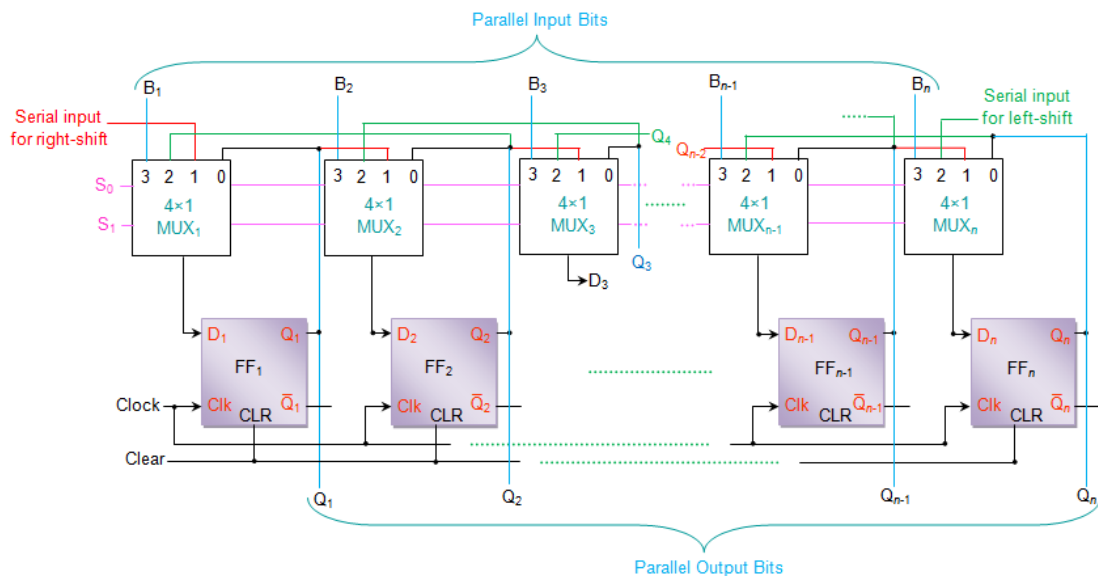 Parallel Input Bits
B1 B2 B3 Bn-1 Bn
Serial input
for right-shift
Serial input
for left-shift
Q4
Qn-2
3 2 1 0 3 2 1 0 3 2 1 0 3 2 1 0 3 2 1 0
S0
4×1 4×1 4×1 4×1 4×1
S1
MUX1 MUX2 MUX3 MUXn-1 MUXn
Q3
D3
D1 Q1 D2 Q2 Dn-1 Qn-1 Dn Qn
FF1 FF2 FFn-1 FFn
Clock
Clk Q̅1 Clk Q̅2 Clk Q̅n-1 Clk Q̅n
CLR CLR CLR CLR
Clear
Q1 Q2 Qn-1 Qn
Parallel Output Bits